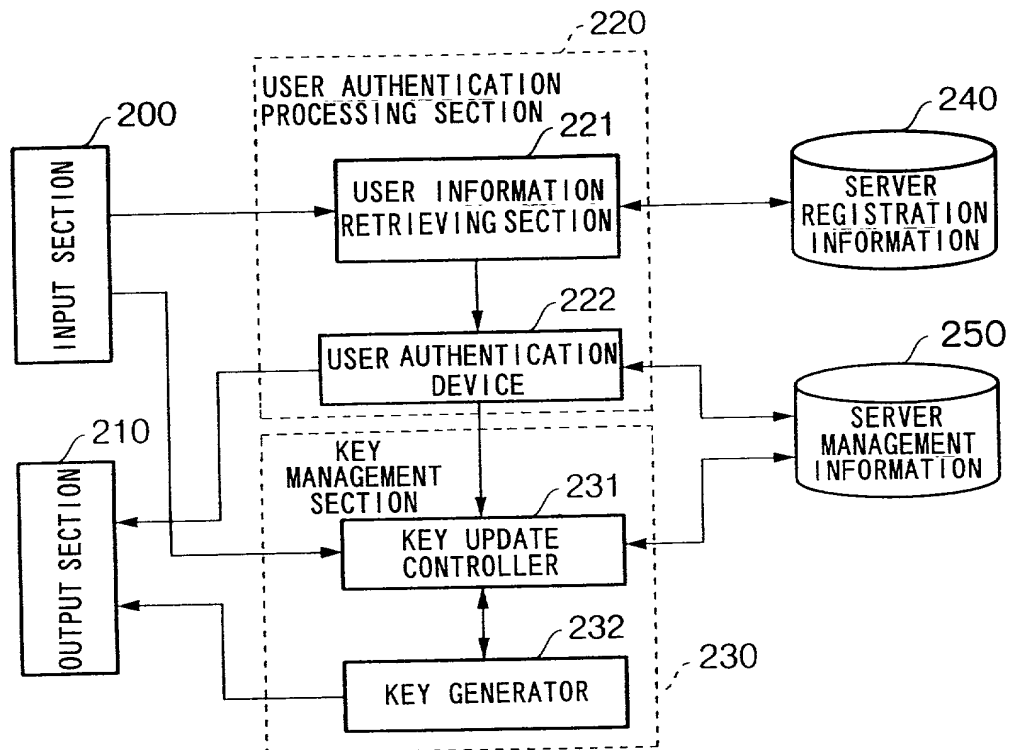 220
USER AUTHENTICATION
PROCESSING SECTION
200
INPUT SECTION
221
USER INFORMATION
RETRIEVING SECTION
240
SERVER
REGISTRATION
INFORMATION
222
USER AUTHENTICATION
DEVICE
250
SERVER
MANAGEMENT
INFORMATION
210
OUTPUT SECTION
KEY
MANAGEMENT
SECTION
231
KEY UPDATE
CONTROLLER
232
KEY GENERATOR
230